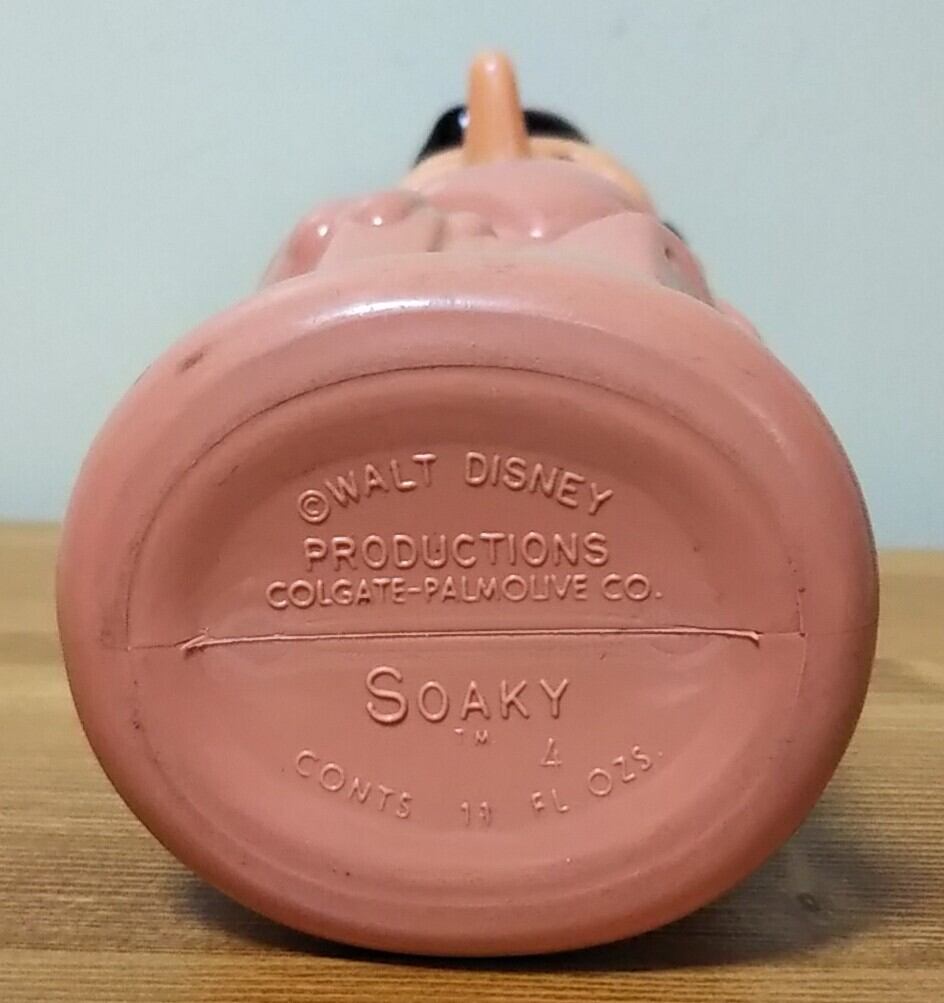 ©WALT DISNEY
PRODUCTIONS
COLGATE-PALMOLIVE CO.
SOAKY
TM
4
CONTS 11 FL OZS.